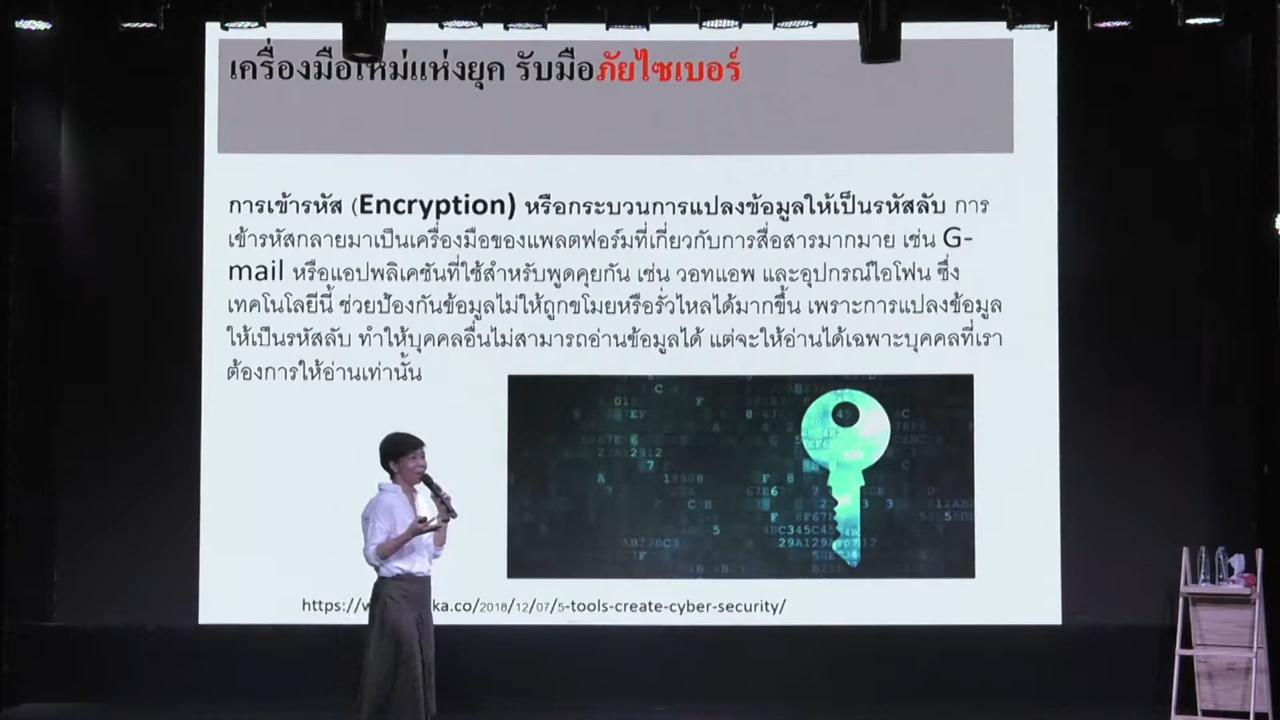 เครื่องมือใหม่แห่งยุค รับมือภัยไซเบอร์
การเข้ารหัส (Encryption) หรือกระบวนการแปลงข้อมูลให้เป็นรหัสลับ การ
เข้ารหัสกลายมาเป็นเครื่องมือของแพลตฟอร์มที่เกี่ยวกับการสื่อสารมากมาย เช่น G-
mail หรือแอปพลิเคชันที่ใช้สำหรับพูดคุยกัน เช่น วอทแอพ และอุปกรณ์ไอโฟน ซึ่ง
เทคโนโลยีนี้ ช่วยป้องกันข้อมูลไม่ให้ถูกขโมยหรือรั่วไหลได้มากขึ้น เพราะการแปลงข้อมูล
ให้เป็นรหัสลับ ทำให้บุคคลอื่นไม่สามารถอ่านข้อมูลได้ แต่จะให้อ่านได้เฉพาะบุคคลที่เรา
ต้องการให้อ่านเท่านั้น
ka.co/2018/12/07/5-tools-create-cyber-security/